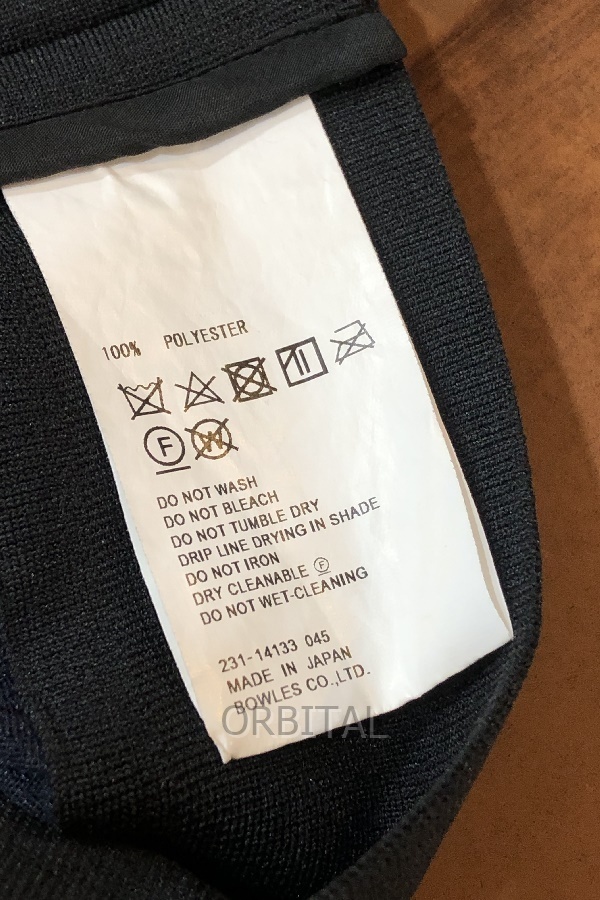 100% POLYESTER
F W
DO NOT WASH
DO NOT BLEACH
DO NOT TUMBLE DRY
DRIP LINE DRYING IN SHADE
DO NOT IRON
DRY CLEANABLE Ⓕ
DO NOT WET-CLEANING
231-14133 045
MADE IN JAPAN
BOWLES CO.,LTD.
ORBITAL